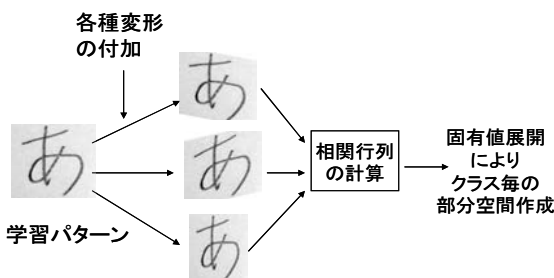 各種変形
の付加
あ
あ
あ
あ
学習パターン
相関行列
の計算
固有値展開
により
クラス毎の
部分空間作成